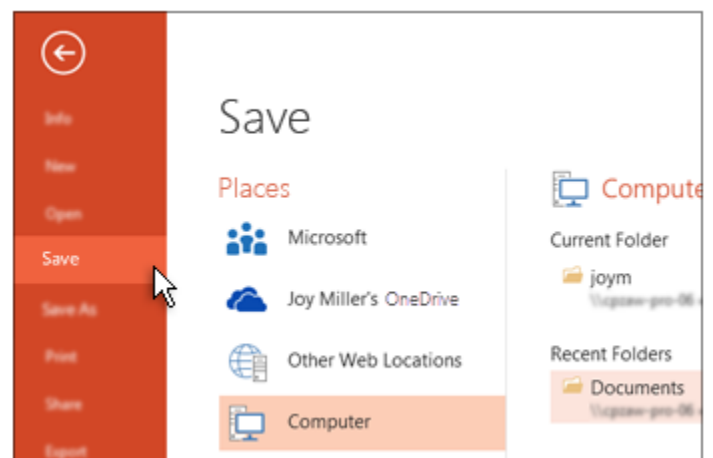 Info
New
Open
Save
Save As
Print
Share
Export
Save
Places
Microsoft
Joy Miller's OneDrive
Other Web Locations
Computer
Compute
Current Folder
joym
Recent Folders
Documents